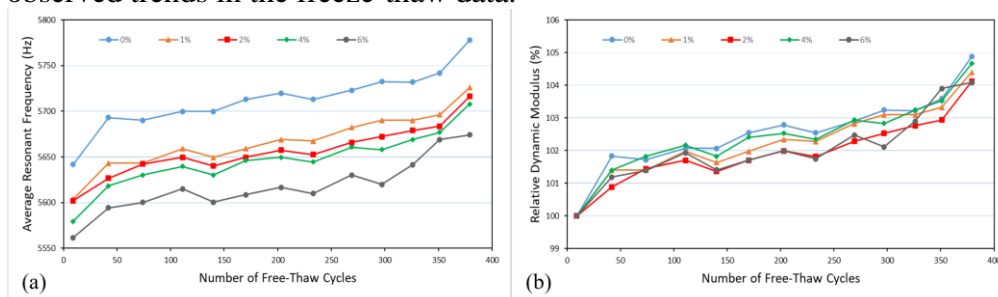 observed trends in the freeze-thaw data.
5800
5750
5700
5650
5600
5550
Average Resonant Frequency (Hz)
0% 1% 2% 4% 6%
0 50 100 150 200 250 300 350 400
Number of Free-Thaw Cycles
(a)
106
105
104
103
102
101
100
99
Relative Dynamic Modulus (%)
0% 1% 2% 4% 6%
0 50 100 150 200 250 300 350 400
Number of Free-Thaw Cycles
(b)